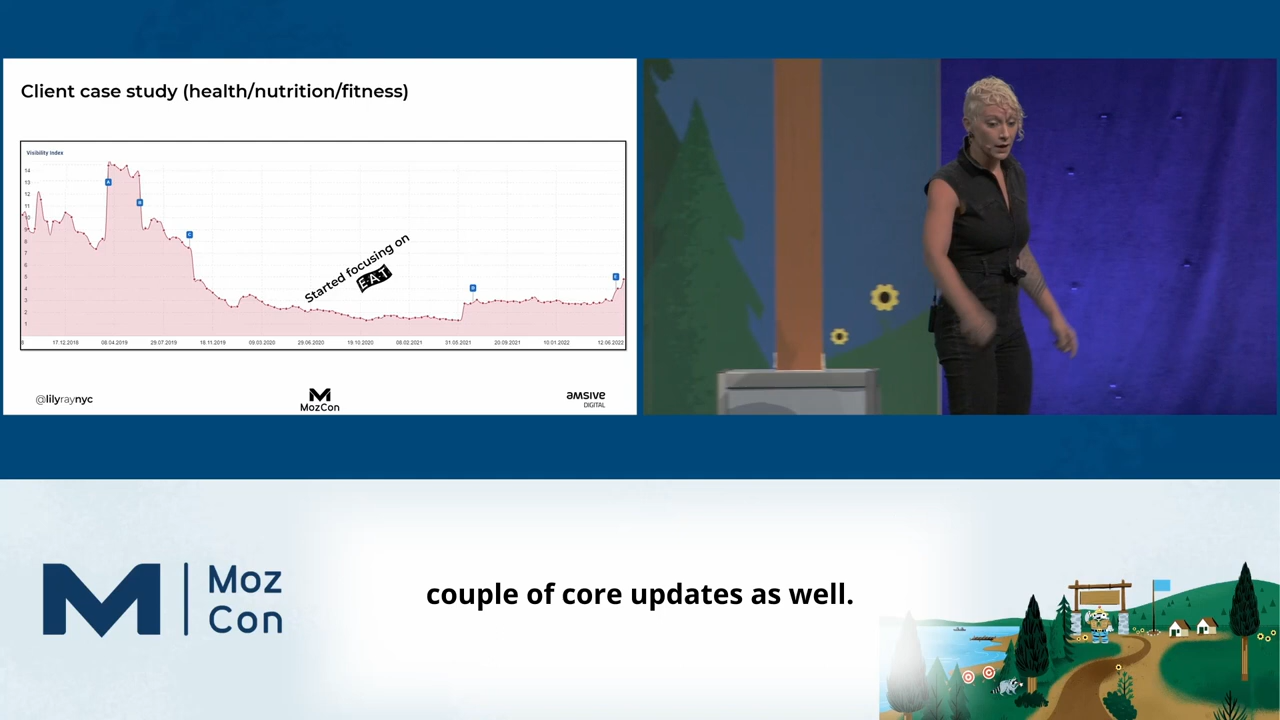 Client case study (health/nutrition/fitness)
Visibility Index
14
13
12
11
10
9
8
7
6
5
4
3
2
1
A
B
C
D
E
Started focusing on
EAT
17.12.2018
08.04.2019
29.07.2019
18.11.2019
09.03.2020
29.06.2020
19.10.2020
08.02.2021
31.05.2021
20.09.2021
10.01.2022
12.06.2022
@lilyraynyc
MozCon
amsive
DIGITAL
Moz
Con
couple of core updates as well.